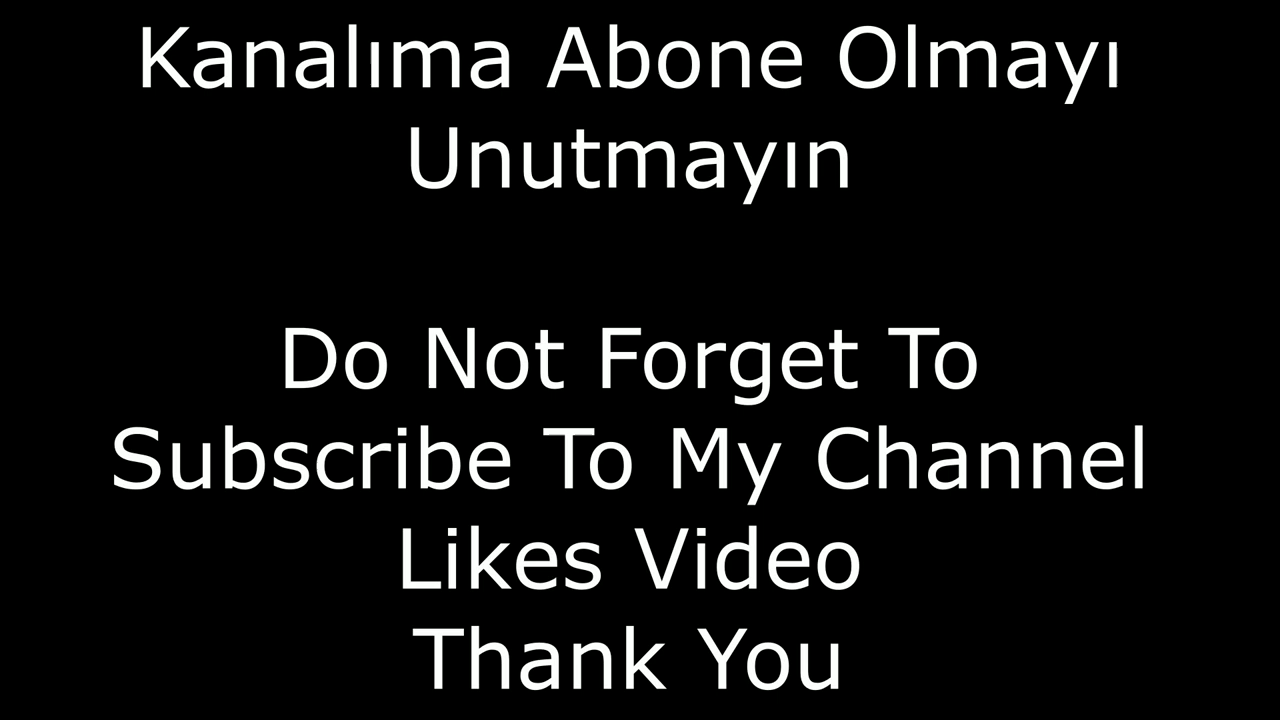 Kanalıma Abone Olmayı
Unutmayın
Do Not Forget To
Subscribe To My Channel
Likes Video
Thank You